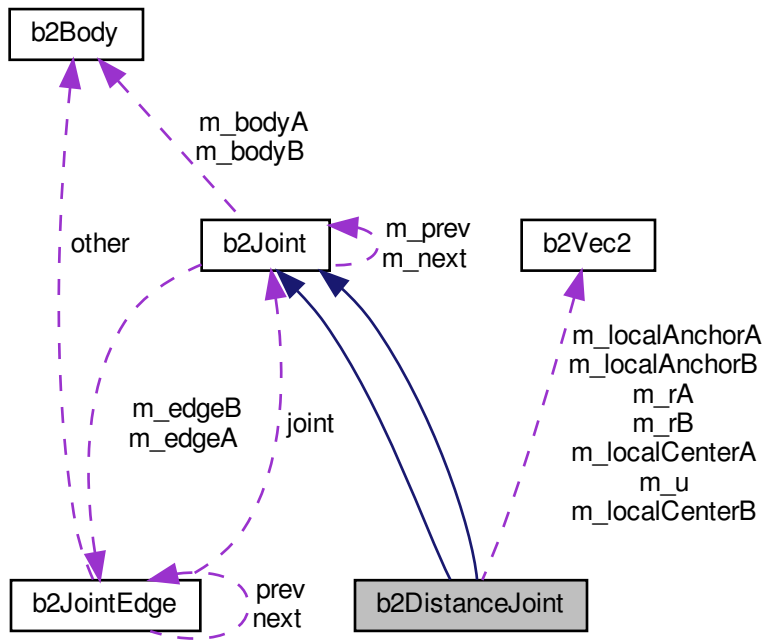 b2Body
m_bodyA
m_bodyB
other
b2Joint
m_prev
m_next
b2Vec2
m_localAnchorA
m_localAnchorB
m_rA
m_rB
m_localCenterA
m_u
m_localCenterB
m_edgeB
m_edgeA
joint
b2JointEdge
prev
next
b2DistanceJoint